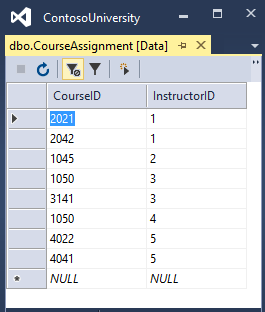 ContosoUniversity
dbo.CourseAssignment [Data]
CourseID InstructorID
2021 1
2042 1
1045 2
1050 3
3141 3
1050 4
4022 5
4041 5
NULL NULL